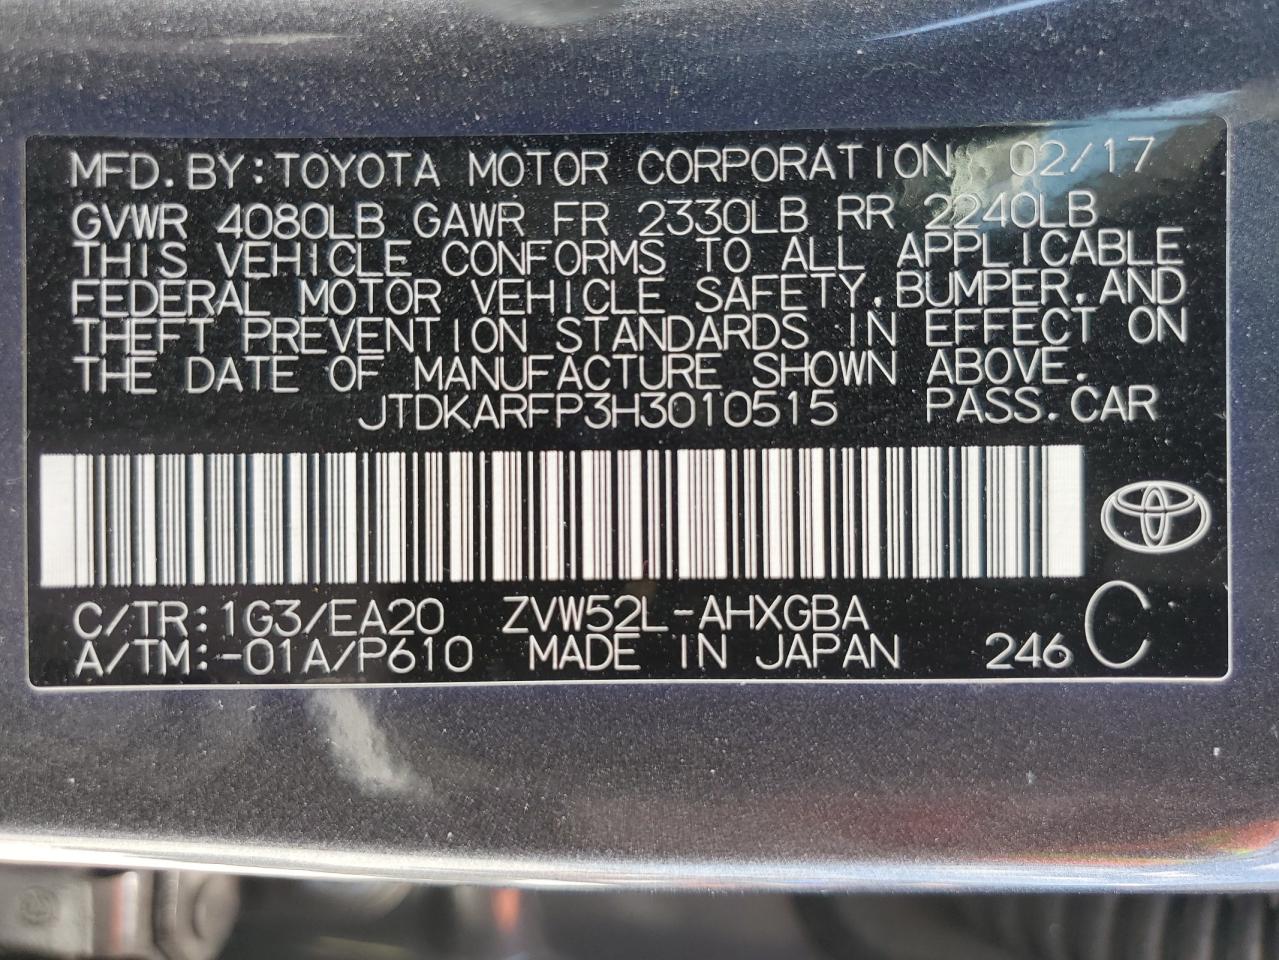 MFD.BY:TOYOTA MOTOR CORPORATION 02/17
GVWR 4080LB GAWR FR 2330LB RR 2240LB
THIS VEHICLE CONFORMS TO ALL APPLICABLE
FEDERAL MOTOR VEHICLE SAFETY,BUMPER,AND
THEFT PREVENTION STANDARDS IN EFFECT ON
THE DATE OF MANUFACTURE SHOWN ABOVE.
JTDKARFP3H3010515 PASS.CAR
C/TR:1G3/EA20 ZVW52L-AHXGBA
A/TM:-01A/P610 MADE IN JAPAN 246 C